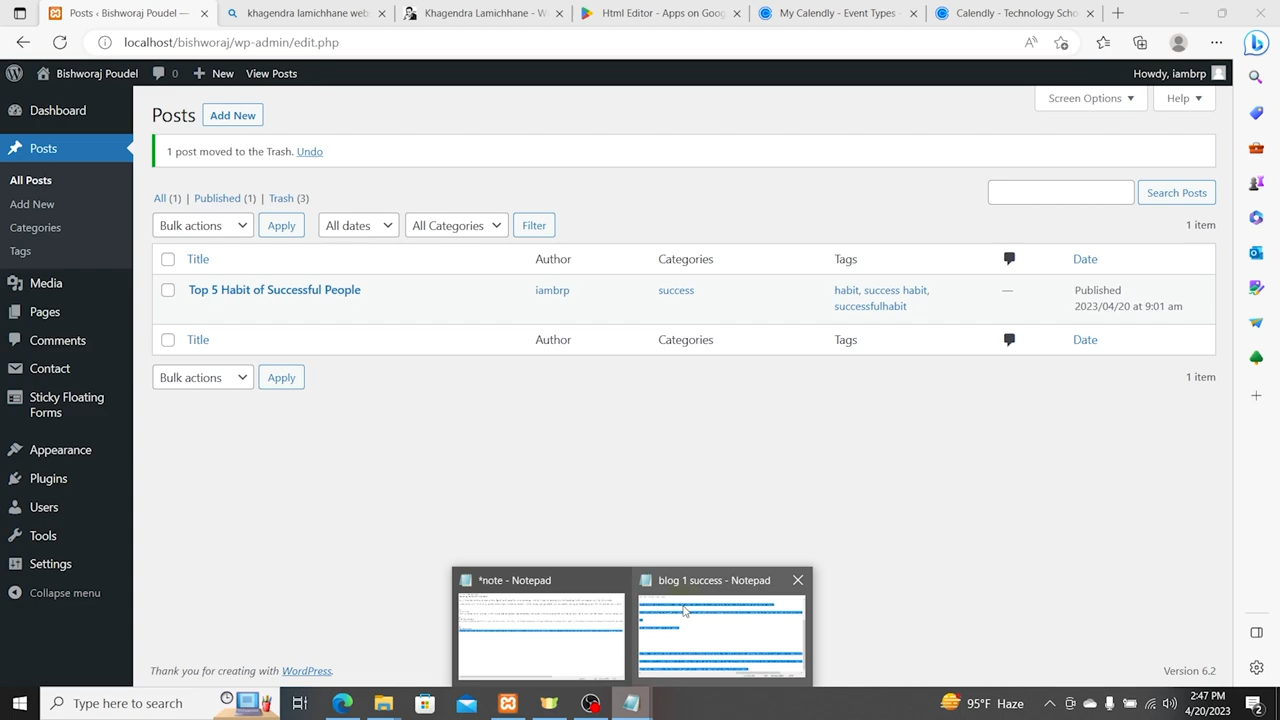 Posts ‹ Bishworaj Poudel —
khagendra lamichhane web
Khagendra Lamichhane - W
Html Editor - Apps on Goog
My Calendly - Event Types -
Calendly - Technology Scho
localhost/bishworaj/wp-admin/edit.php
Bishworaj Poudel
0
New
View Posts
Howdy, iambrp
Dashboard
Posts
All Posts
Add New
Categories
Tags
Media
Pages
Comments
Contact
Sticky Floating
Forms
Appearance
Plugins
Users
Tools
Settings
Collapse menu
Screen Options
Help
Posts
Add New
1 post moved to the Trash. Undo
All (1) | Published (1) | Trash (3)
Search Posts
Bulk actions
Apply
All dates
All Categories
Filter
1 item
Title
Author
Categories
Tags
Date
Top 5 Habit of Successful People
iambrp
success
habit, success habit,
successfulhabit
—
Published
2023/04/20 at 9:01 am
Title
Author
Categories
Tags
Date
Bulk actions
Apply
1 item
*note - Notepad
blog 1 success - Notepad
Thank you for creating with WordPress.
6.2
Type here to search
95°F Haze
2:47 PM
4/20/2023
2